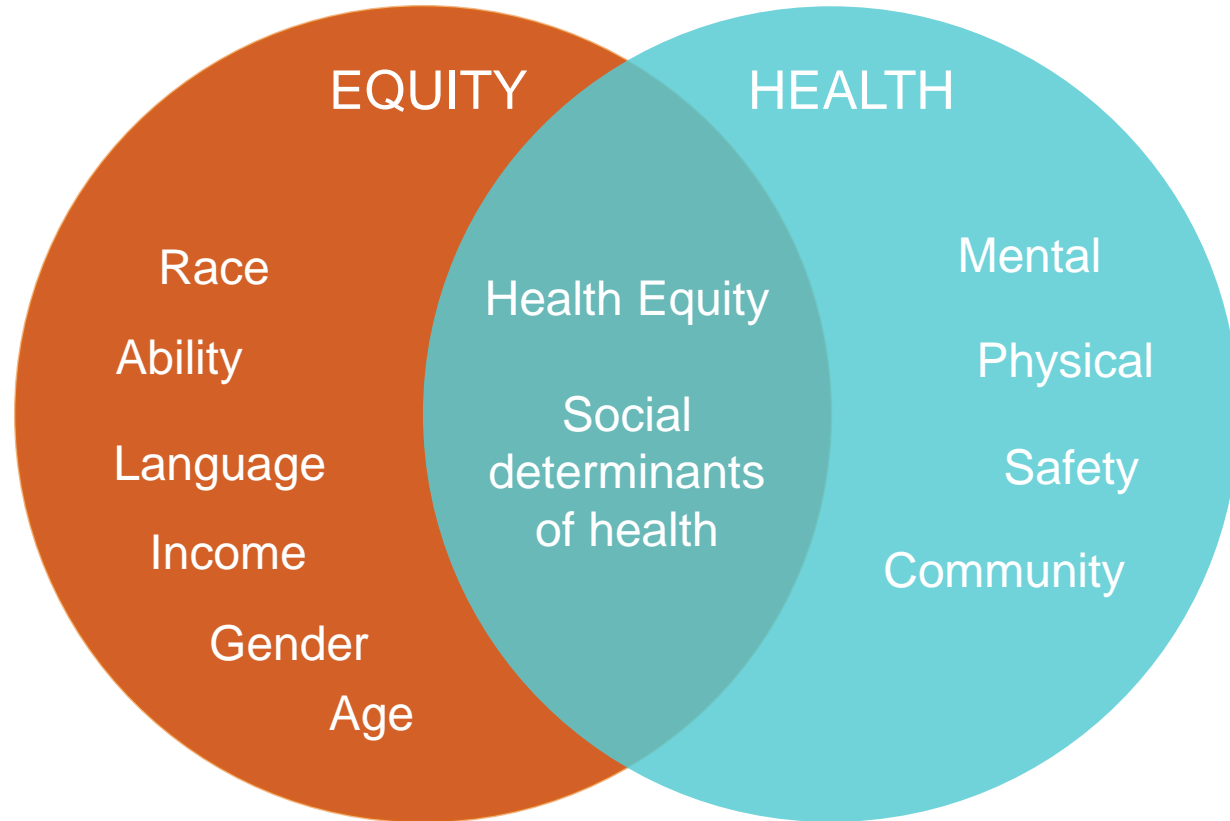 EQUITY
Race
Ability
Language
Income
Gender
Age
Health Equity
Social
determinants
of health
HEALTH
Mental
Physical
Safety
Community